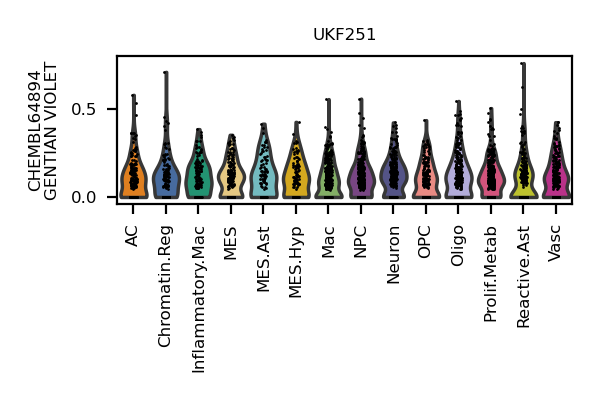 UKF251
CHEMBL64894
GENTIAN VIOLET
0.5
0.0
AC
Chromatin.Reg
Inflammatory.Mac
MES
MES.Ast
MES.Hyp
Mac
NPC
Neuron
OPC
Oligo
Prolif.Metab
Reactive.Ast
Vasc